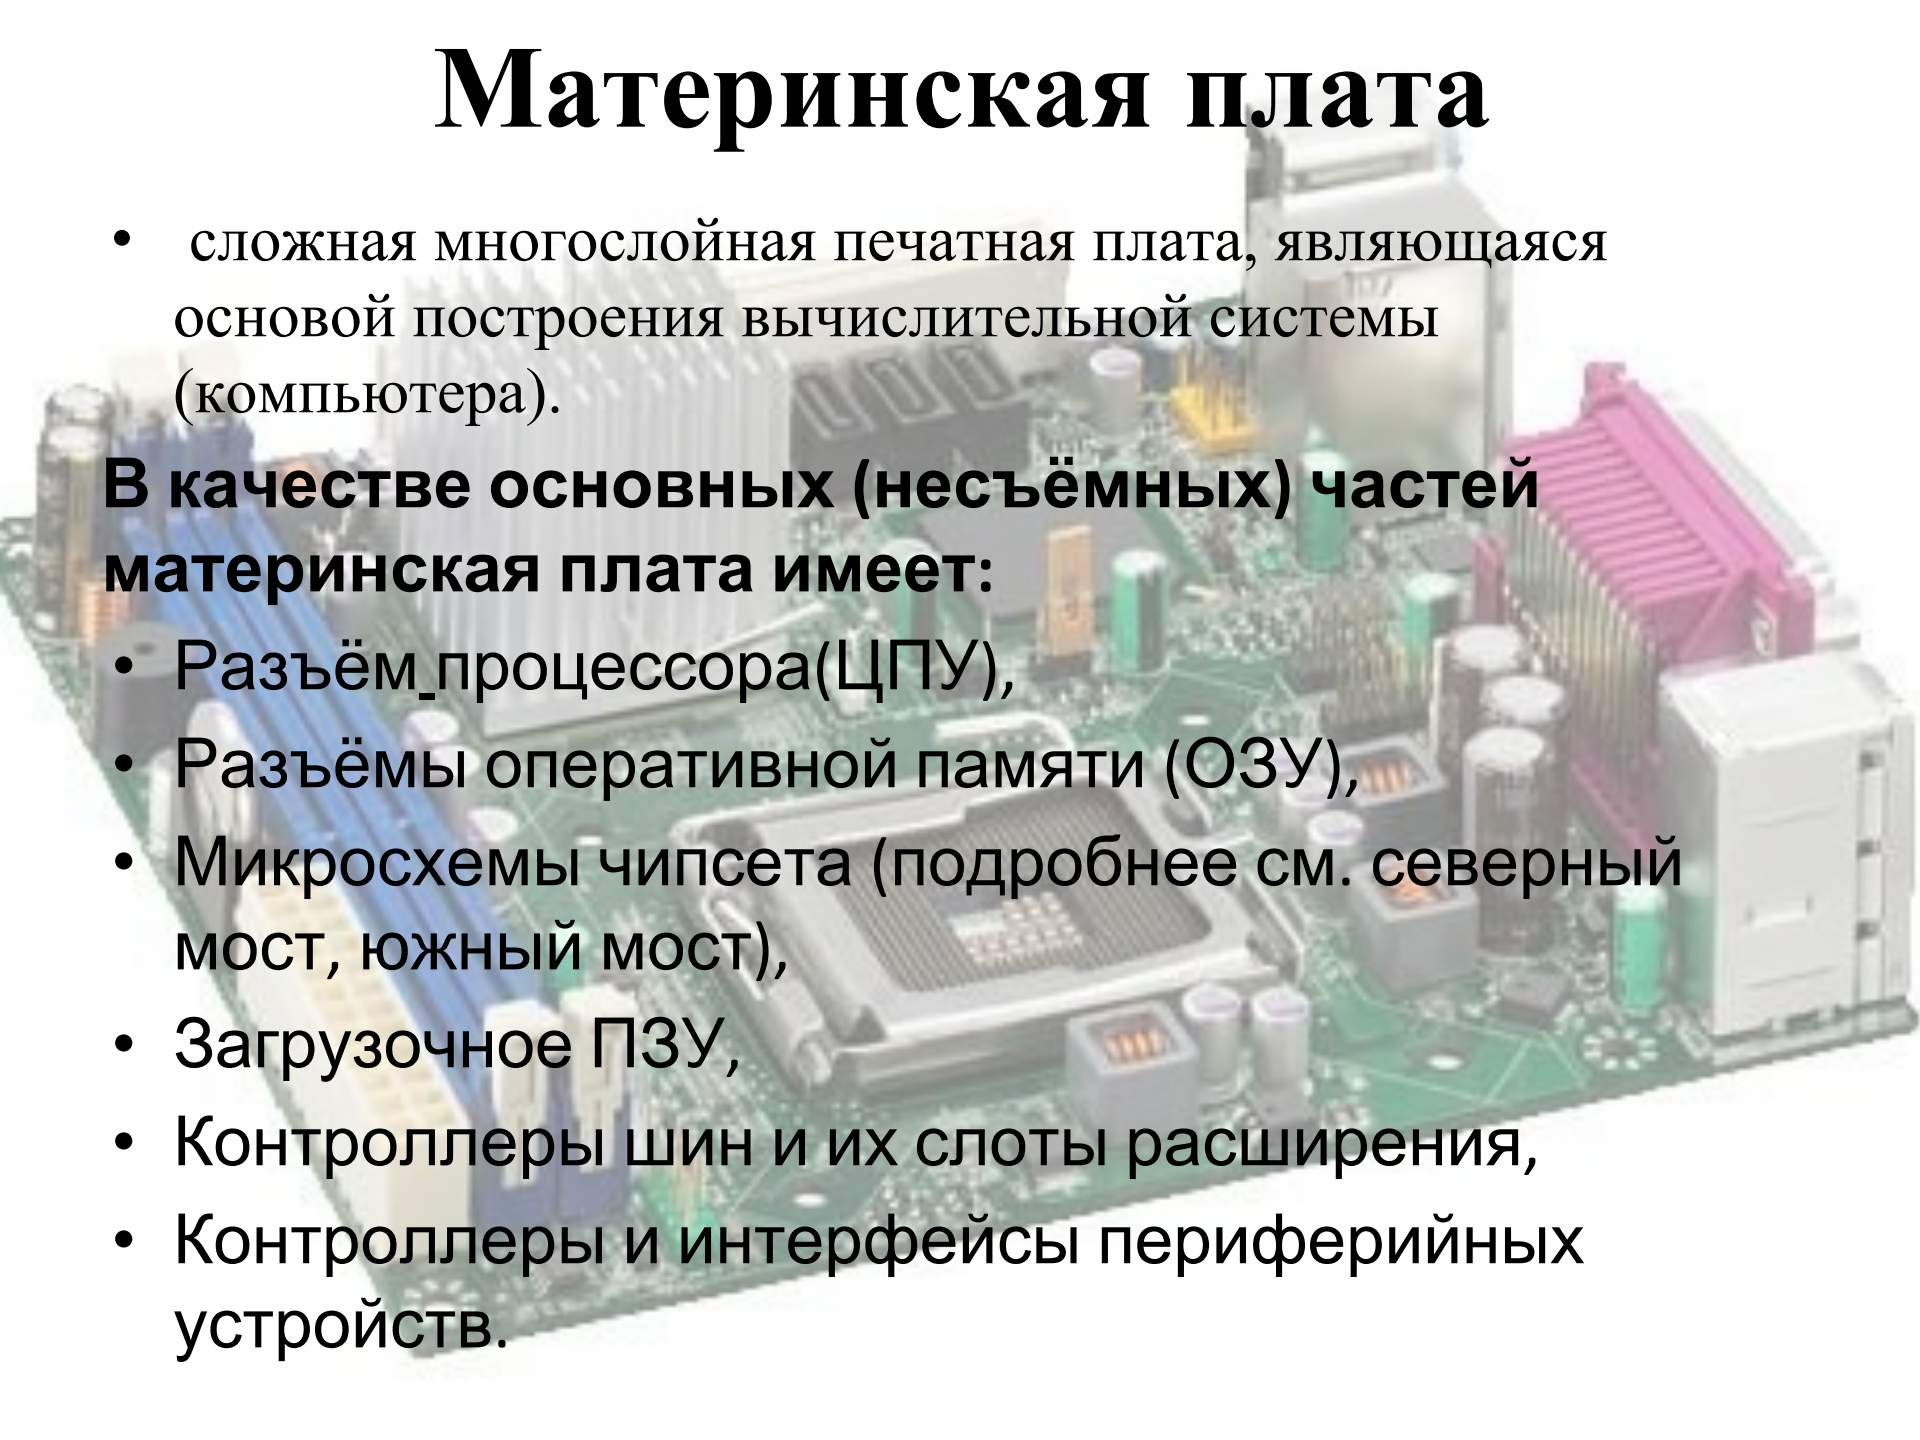 Материнская плата
• сложная многослойная печатная плата, являющаяся
основой построения вычислительной системы
(компьютера).
В качестве основных (несъёмных) частей
материнская плата имеет:
• Разъём процессора(ЦПУ),
• Разъёмы оперативной памяти (ОЗУ),
• Микросхемы чипсета (подробнее см. северный
мост, южный мост),
• Загрузочное ПЗУ,
• Контроллеры шин и их слоты расширения,
• Контроллеры и интерфейсы периферийных
устройств.